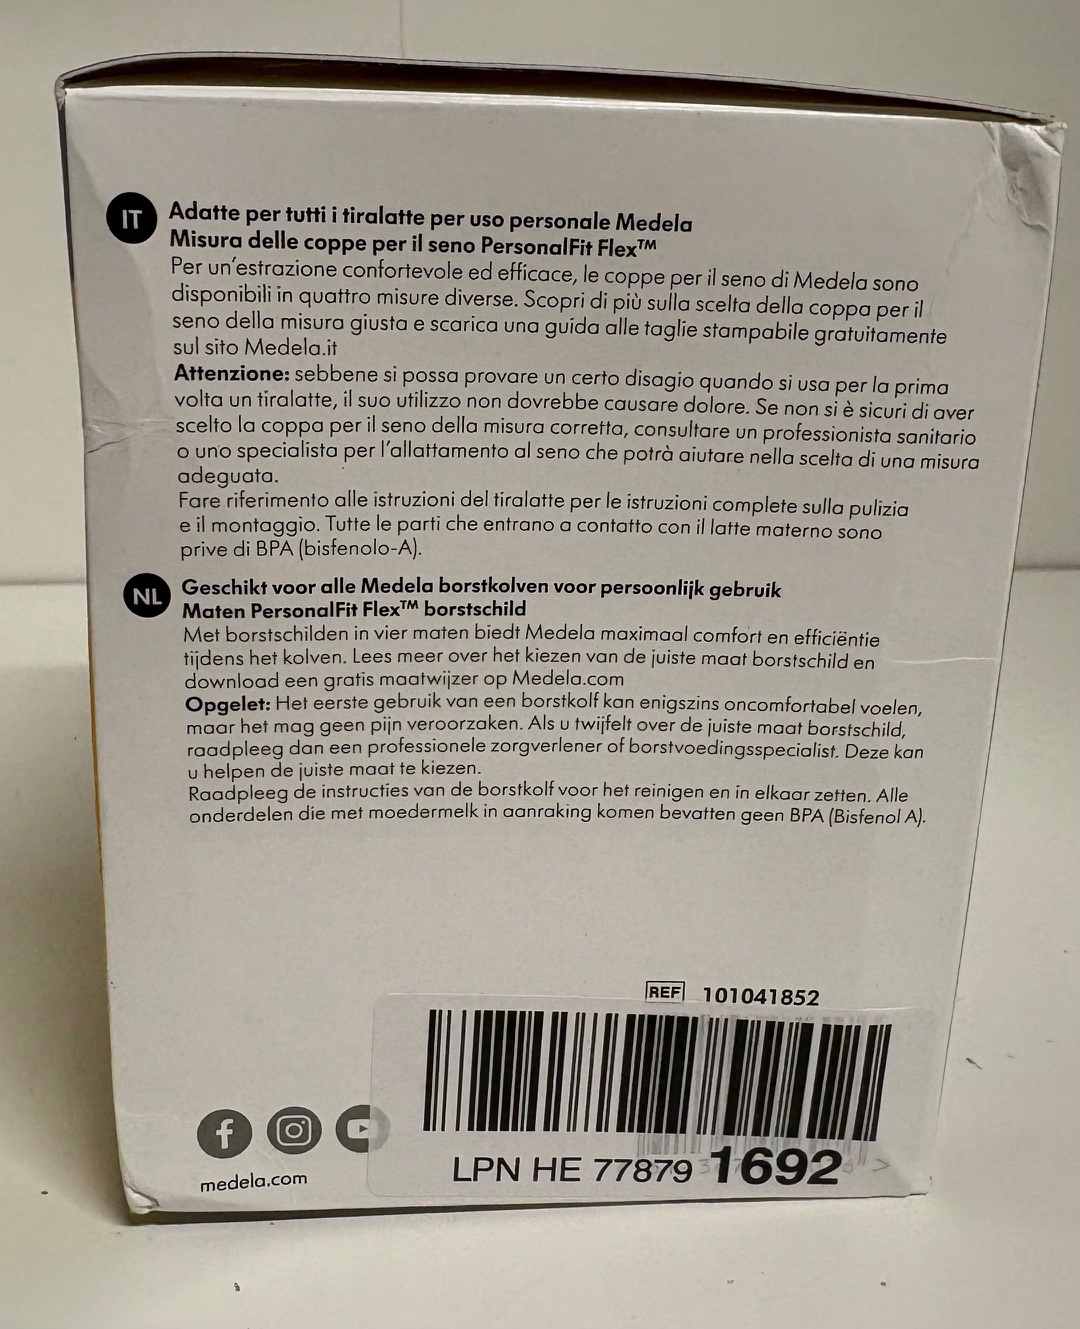 IT
Adatte per tutti i tiralatte per uso personale Medela
Misura delle coppe per il seno PersonalFit Flex™
Per un'estrazione confortevole ed efficace, le coppe per il seno di Medela sono
disponibili in quattro misure diverse. Scopri di più sulla scelta della coppa per il
seno della misura giusta e scarica una guida alle taglie stampabile gratuitamente
sul sito Medela.it
Attenzione: sebbene si possa provare un certo disagio quando si usa per la prima
volta un tiralatte, il suo utilizzo non dovrebbe causare dolore. Se non si è sicuri di aver
scelto la coppa per il seno della misura corretta, consultare un professionista sanitario
o uno specialista per l'allattamento al seno che potrà aiutare nella scelta di una misura
adeguata.
Fare riferimento alle istruzioni del tiralatte per le istruzioni complete sulla pulizia
e il montaggio. Tutte le parti che entrano a contatto con il latte materno sono
prive di BPA (bisfenolo-A).
NL
Geschikt voor alle Medela borstkolven voor persoonlijk gebruik
Maten PersonalFit Flex™ borstschild
Met borstschilden in vier maten biedt Medela maximaal comfort en efficiëntie
tijdens het kolven. Lees meer over het kiezen van de juiste maat borstschild en
download een gratis maatwijzer op Medela.com
Opgelet: Het eerste gebruik van een borstkolf kan enigszins oncomfortabel voelen,
maar het mag geen pijn veroorzaken. Als u twijfelt over de juiste maat borstschild,
raadpleeg dan een professionele zorgverlener of borstvoedingsspecialist. Deze kan
u helpen de juiste maat te kiezen.
Raadpleeg de instructies van de borstkolf voor het reinigen en in elkaar zetten. Alle
onderdelen die met moedermelk in aanraking komen bevatten geen BPA (Bisfenol A).
REF 101041852
LPN HE 77879 1692
medela.com